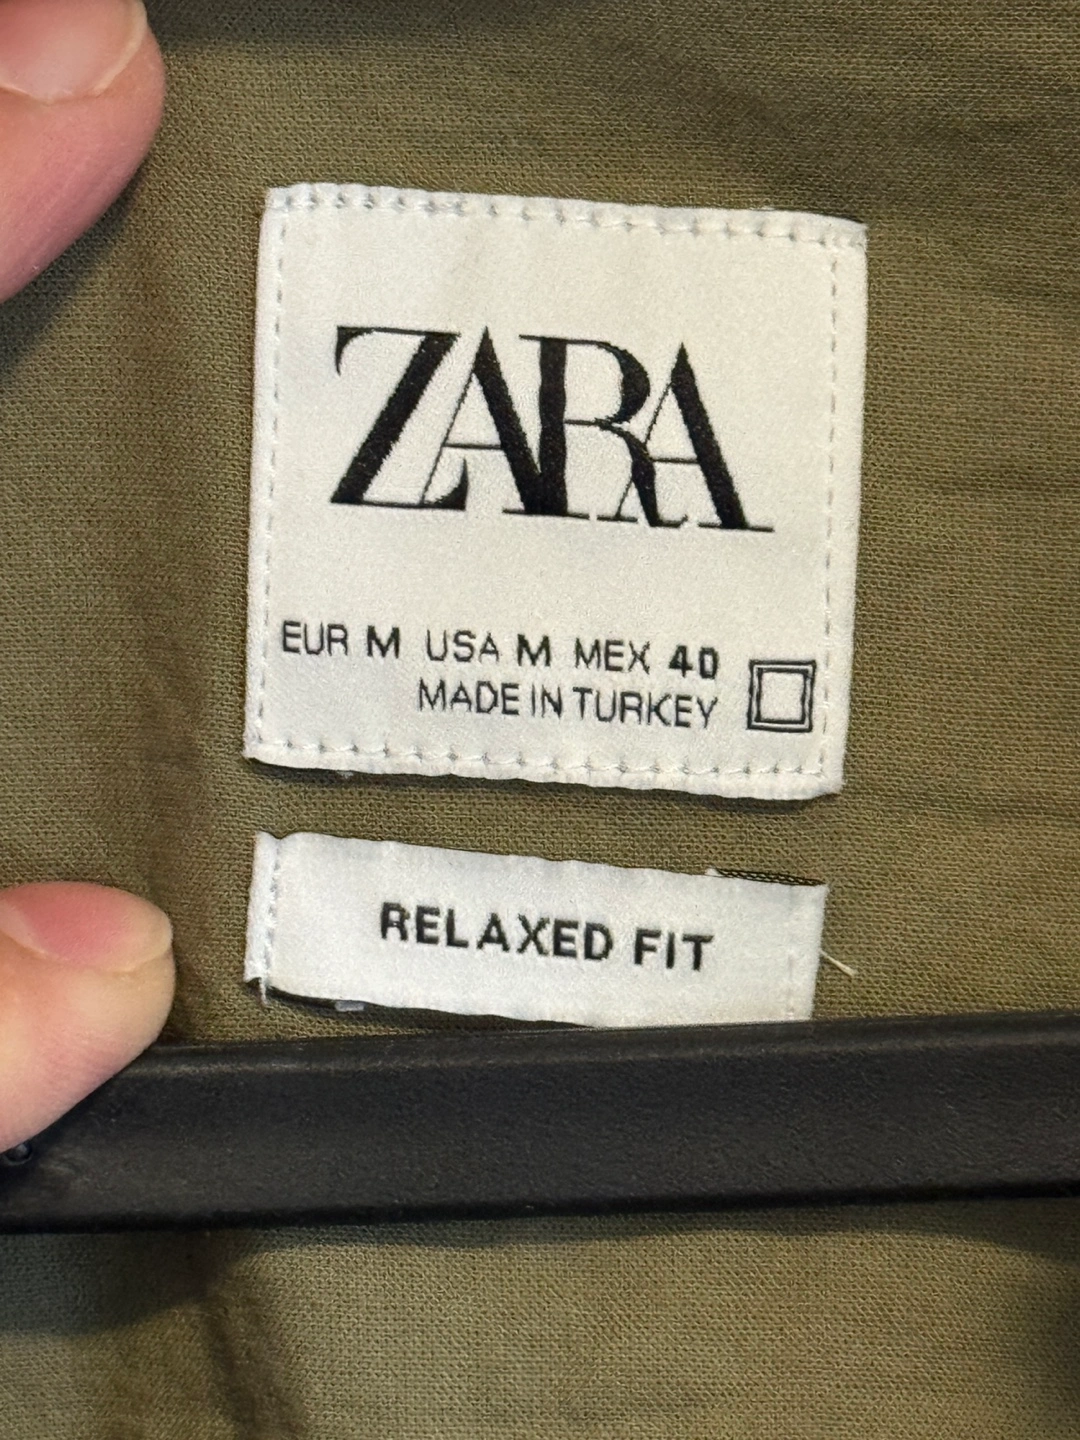 ZARA
EUR M USA M MEX 40
MADE IN TURKEY
RELAXED FIT